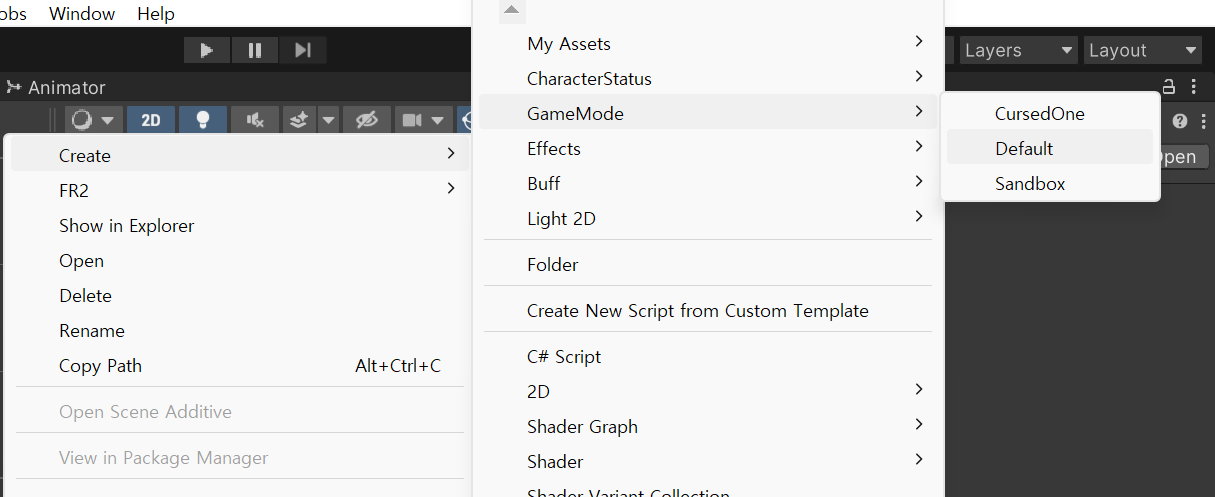 obs Window Help
Layers
Layout
Animator
2D
Create
FR2
Show in Explorer
Open
Delete
Rename
Copy Path Alt+Ctrl+C
Open Scene Additive
View in Package Manager
My Assets
CharacterStatus
GameMode
Effects
Buff
Light 2D
Folder
Create New Script from Custom Template
C# Script
2D
Shader Graph
Shader
Shader Variant Collection
CursedOne
Default
Sandbox
pen